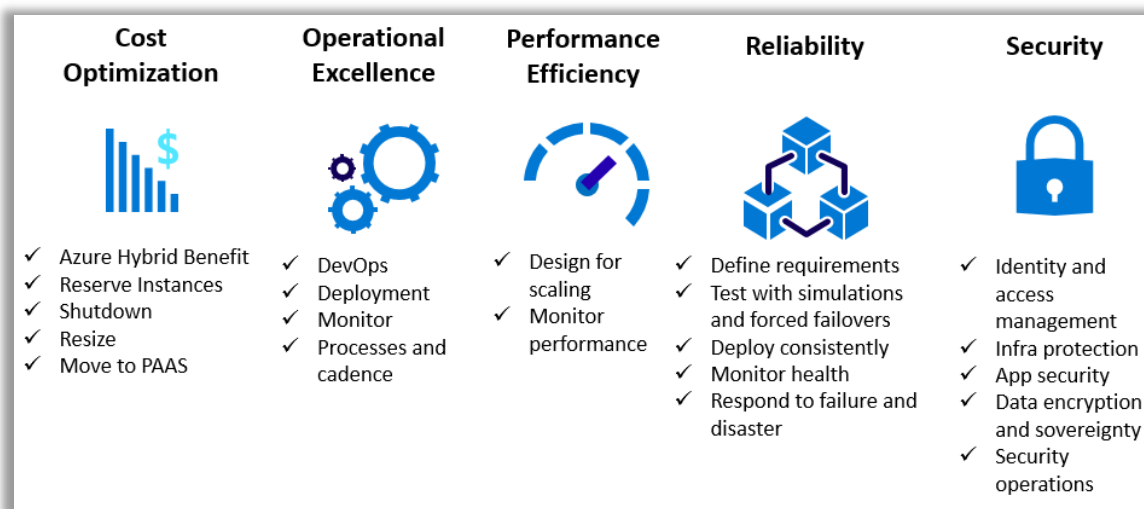 Cost
Optimization
$
✓ Azure Hybrid Benefit
✓ Reserve Instances
✓ Shutdown
✓ Resize
✓ Move to PAAS
Operational
Excellence
✓ DevOps
✓ Deployment
✓ Monitor
✓ Processes and
cadence
Performance
Efficiency
✓ Design for
scaling
✓ Monitor
performance
Reliability
✓ Define requirements
✓ Test with simulations
and forced failovers
✓ Deploy consistently
✓ Monitor health
✓ Respond to failure and
disaster
Security
✓ Identity and
access
management
✓ Infra protection
✓ App security
✓ Data encryption
and sovereignty
✓ Security
operations